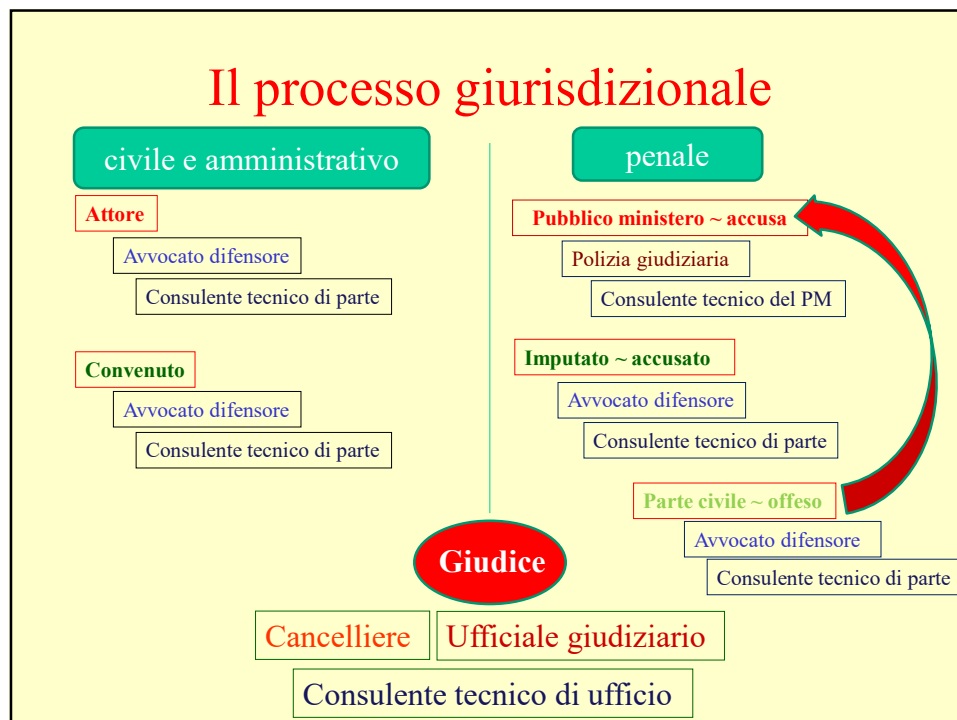 Il processo giurisdizionale
civile e amministrativo
Attore
Avvocato difensore
Consulente tecnico di parte
Convenuto
Avvocato difensore
Consulente tecnico di parte
penale
Pubblico ministero ~ accusa
Polizia giudiziaria
Consulente tecnico del PM
Imputato ~ accusato
Avvocato difensore
Consulente tecnico di parte
Parte civile ~ offeso
Avvocato difensore
Consulente tecnico di parte
Giudice
Cancelliere
Ufficiale giudiziario
Consulente tecnico di ufficio